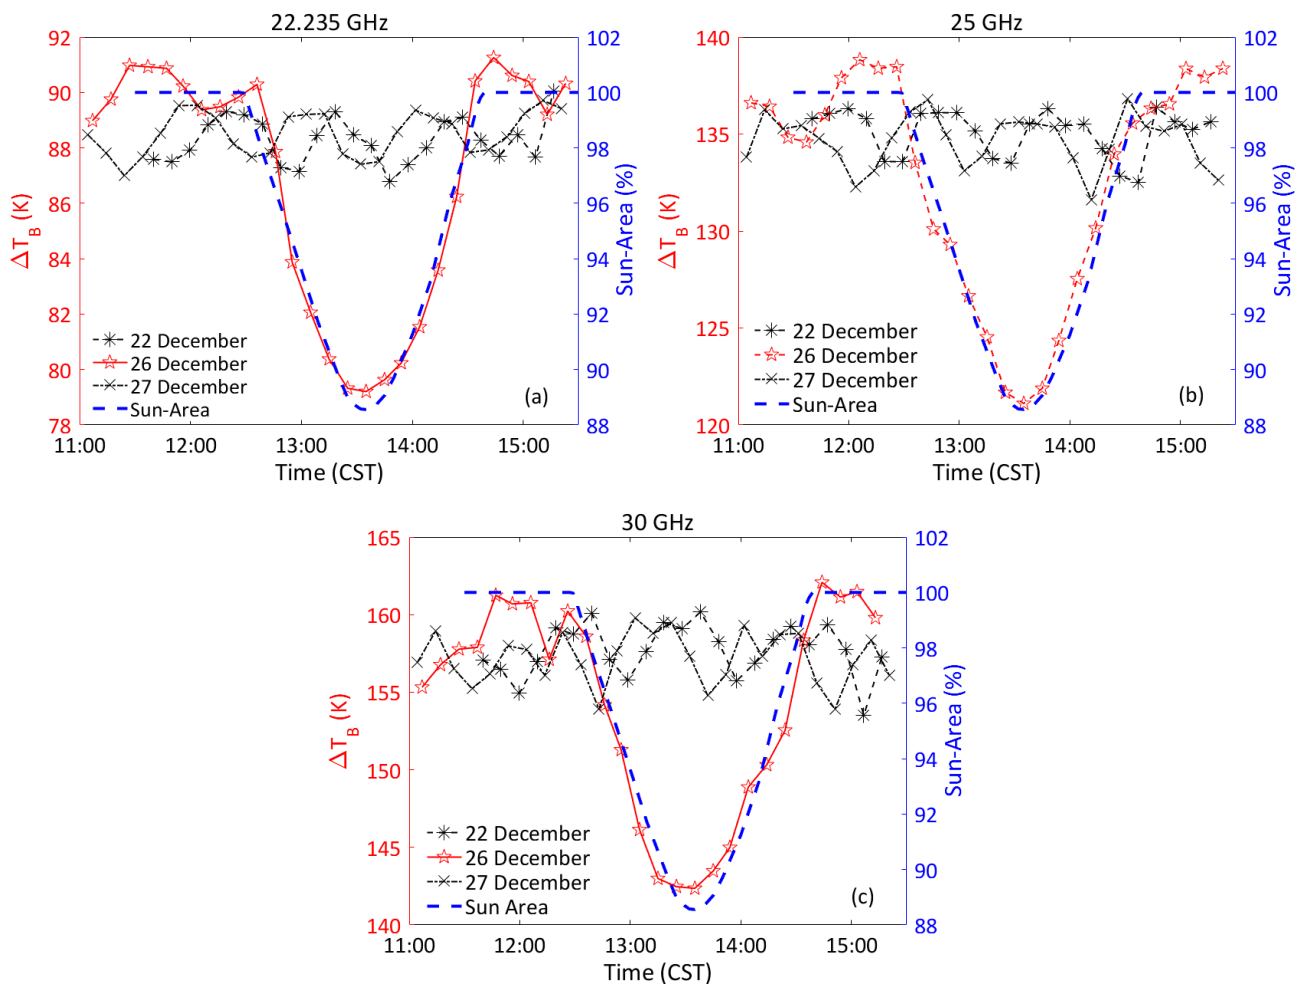 22.235 GHz
92
90
88
86
84
82
80
78
ΔT_B (K)
102
100
98
96
94
92
90
88
Sun-Area (%)
22 December
26 December
27 December
Sun-Area
(a)
11:00 12:00 13:00 14:00 15:00
Time (CST)
25 GHz
140
135
130
125
120
ΔT_B (K)
102
100
98
96
94
92
90
88
Sun-Area (%)
22 December
26 December
27 December
Sun-Area
(b)
11:00 12:00 13:00 14:00 15:00
Time (CST)
30 GHz
165
160
155
150
145
140
ΔT_B (K)
102
100
98
96
94
92
90
88
Sun-Area (%)
22 December
26 December
27 December
Sun Area
(c)
11:00 12:00 13:00 14:00 15:00
Time (CST)